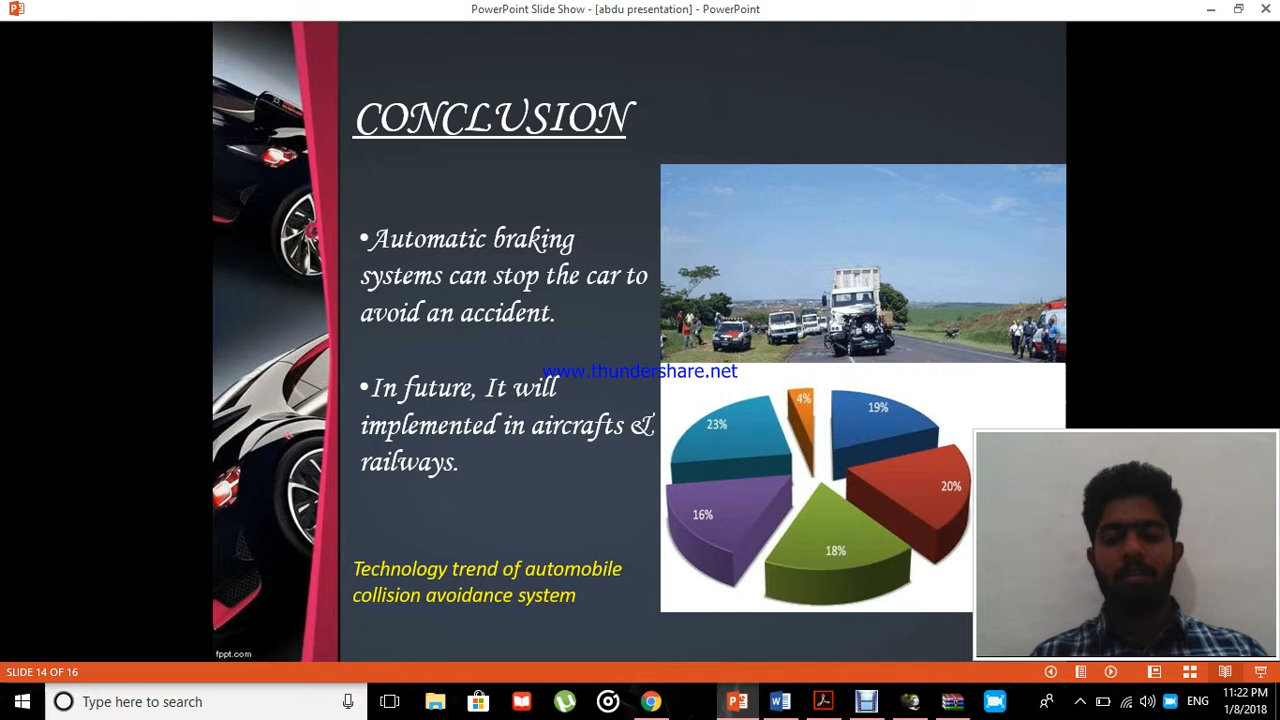 PowerPoint Slide Show - [abdu presentation] - PowerPoint
CONCLUSION
•Automatic braking
systems can stop the car to
avoid an accident.
www.thundershare.net
•In future, It will
implemented in aircrafts &
railways.
23%
4%
19%
20%
16%
18%
Technology trend of automobile
collision avoidance system
fppt.com
SLIDE 14 OF 16
Type here to search
ENG
11:22 PM
1/8/2018